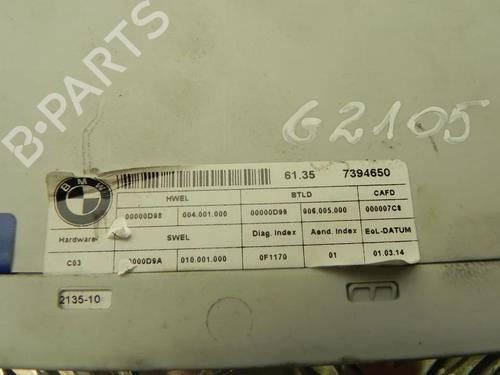 B-PARTS
G2105
BMW
61.35 7394650
HWEL BTLD CAFD
00000D98 004.001.000 00000D99 006.005.000 000007C8
Hardware SWEL Diag. Index Aend. Index EoL-DATUM
C03 0000D9A 010.001.000 0F1170 01 01.03.14
2135-10